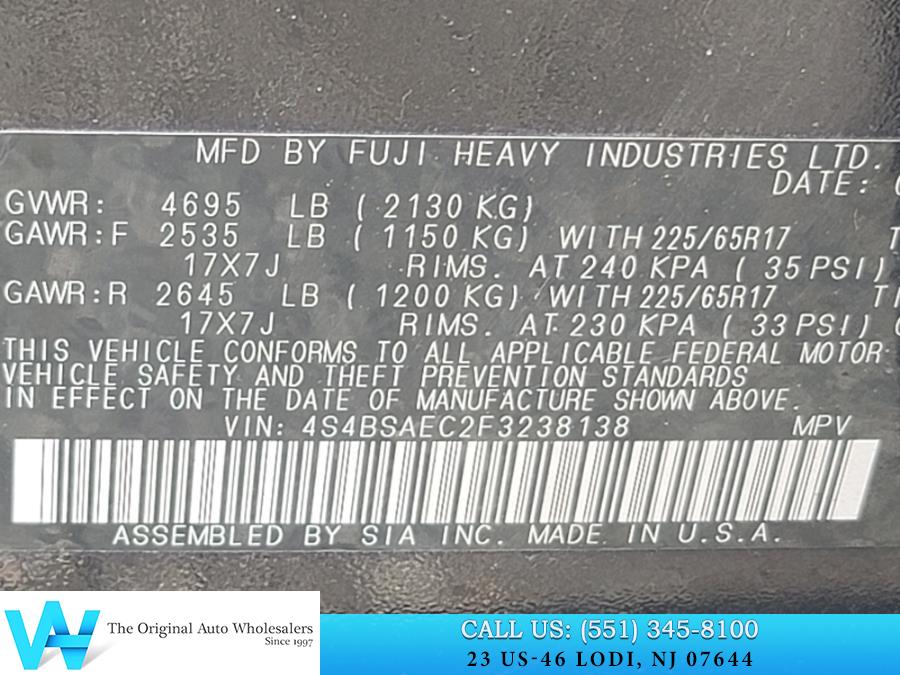 MFD BY FUJI HEAVY INDUSTRIES LTD.
DATE:
GVWR: 4695 LB ( 2130 KG)
GAWR:F 2535 LB ( 1150 KG) WITH 225/65R17
17X7J RIMS. AT 240 KPA ( 35 PSI)
GAWR:R 2645 LB ( 1200 KG) WITH 225/65R17
17X7J RIMS. AT 230 KPA ( 33 PSI)
THIS VEHICLE CONFORMS TO ALL APPLICABLE FEDERAL MOTOR
VEHICLE SAFETY AND THEFT PREVENTION STANDARDS
IN EFFECT ON THE DATE OF MANUFACTURE SHOWN ABOVE.
VIN: 4S4BSAEC2F3238138 MPV
ASSEMBLED BY SIA INC. MADE IN U.S.A.
The Original Auto Wholesalers
Since 1997
CALL US: (551) 345-8100
23 US-46 LODI, NJ 07644